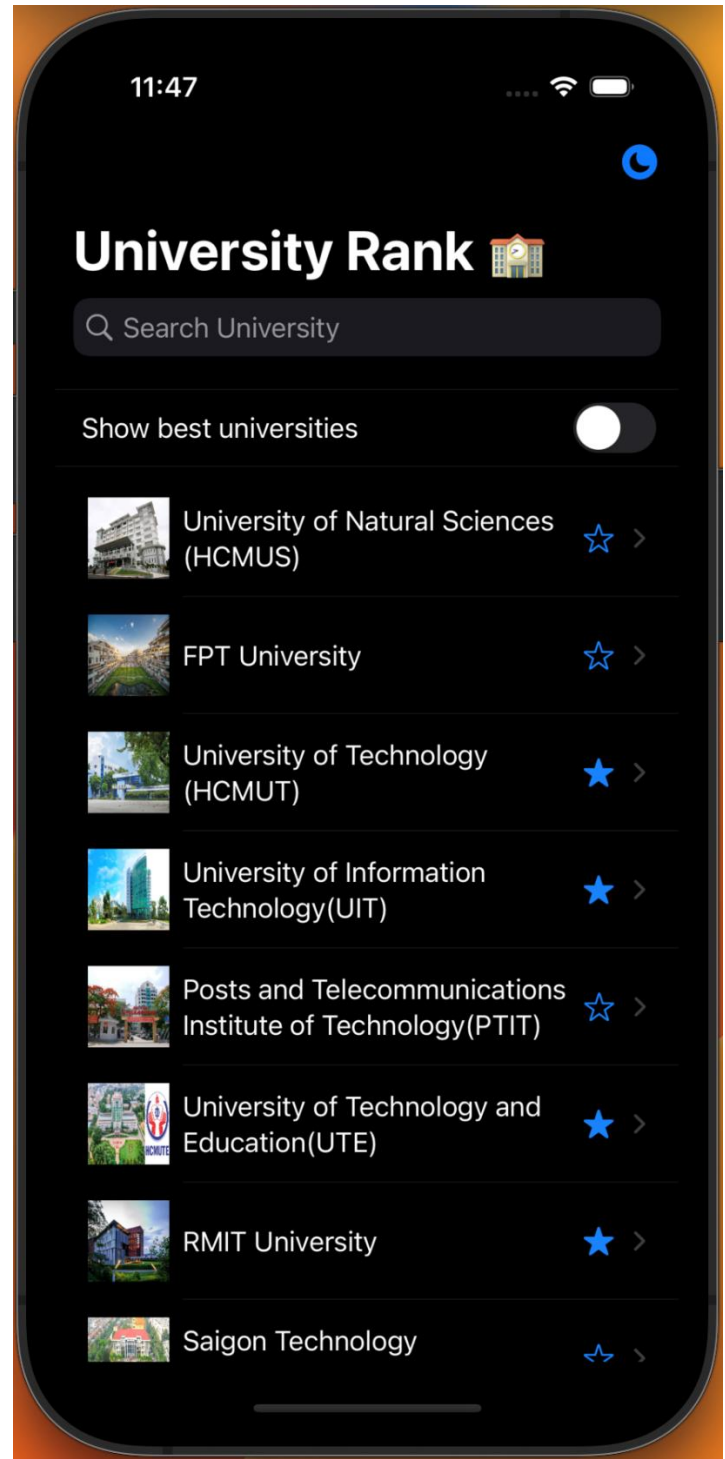 11:47
University Rank
Search University
Show best universities
University of Natural Sciences
(HCMUS)
FPT University
University of Technology
(HCMUT)
University of Information
Technology(UIT)
Posts and Telecommunications
Institute of Technology(PTIT)
University of Technology and
Education(UTE)
HCMUTE
RMIT University
Saigon Technology